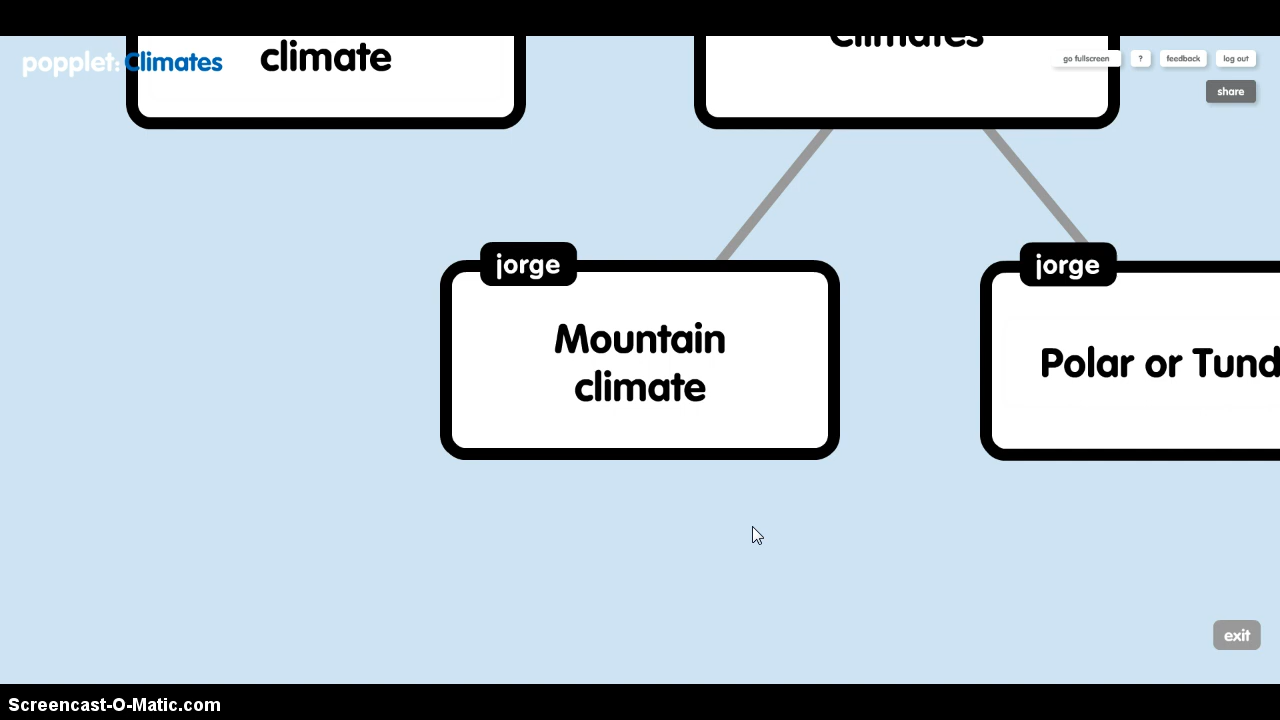 climate
Climates
popplet: Climates
go fullscreen
?
feedback
log out
share
jorge
Mountain
climate
jorge
Polar or Tund
exit
Screencast-O-Matic.com